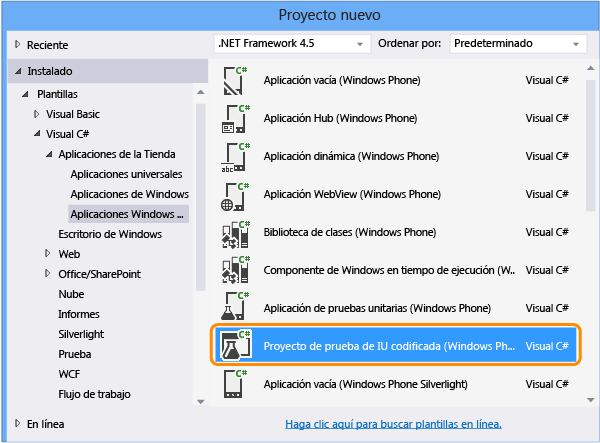 Proyecto nuevo
Reciente
.NET Framework 4.5 Ordenar por: Predeterminado
Instalado
Plantillas
Visual Basic
Visual C#
Aplicaciones de la Tienda
Aplicaciones universales
Aplicaciones de Windows
Aplicaciones Windows ...
Escritorio de Windows
Web
Office/SharePoint
Nube
Informes
Silverlight
Prueba
WCF
Flujo de trabajo
En línea
C# Aplicación vacía (Windows Phone) Visual C#
C# Aplicación Hub (Windows Phone) Visual C#
C# abc Aplicación dinámica (Windows Phone) Visual C#
C# Aplicación WebView (Windows Phone) Visual C#
C# Biblioteca de clases (Windows Phone) Visual C#
C# Componente de Windows en tiempo de ejecución (W... Visual C#
C# Aplicación de pruebas unitarias (Windows Phone) Visual C#
C# Proyecto de prueba de IU codificada (Windows Ph... Visual C#
C# Aplicación vacía (Windows Phone Silverlight) Visual C#
Haga clic aquí para buscar plantillas en línea.